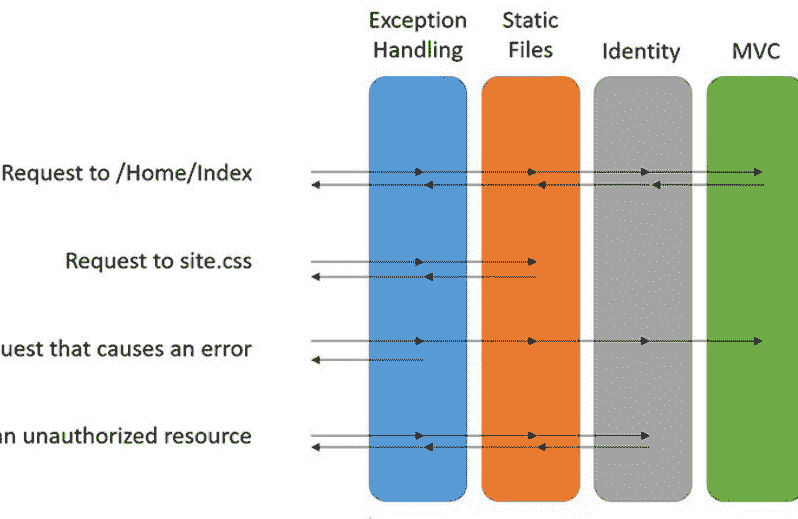 Exception
Handling
Static
Files
Identity
MVC
Request to /Home/Index
Request to site.css
uest that causes an error
an unauthorized resource